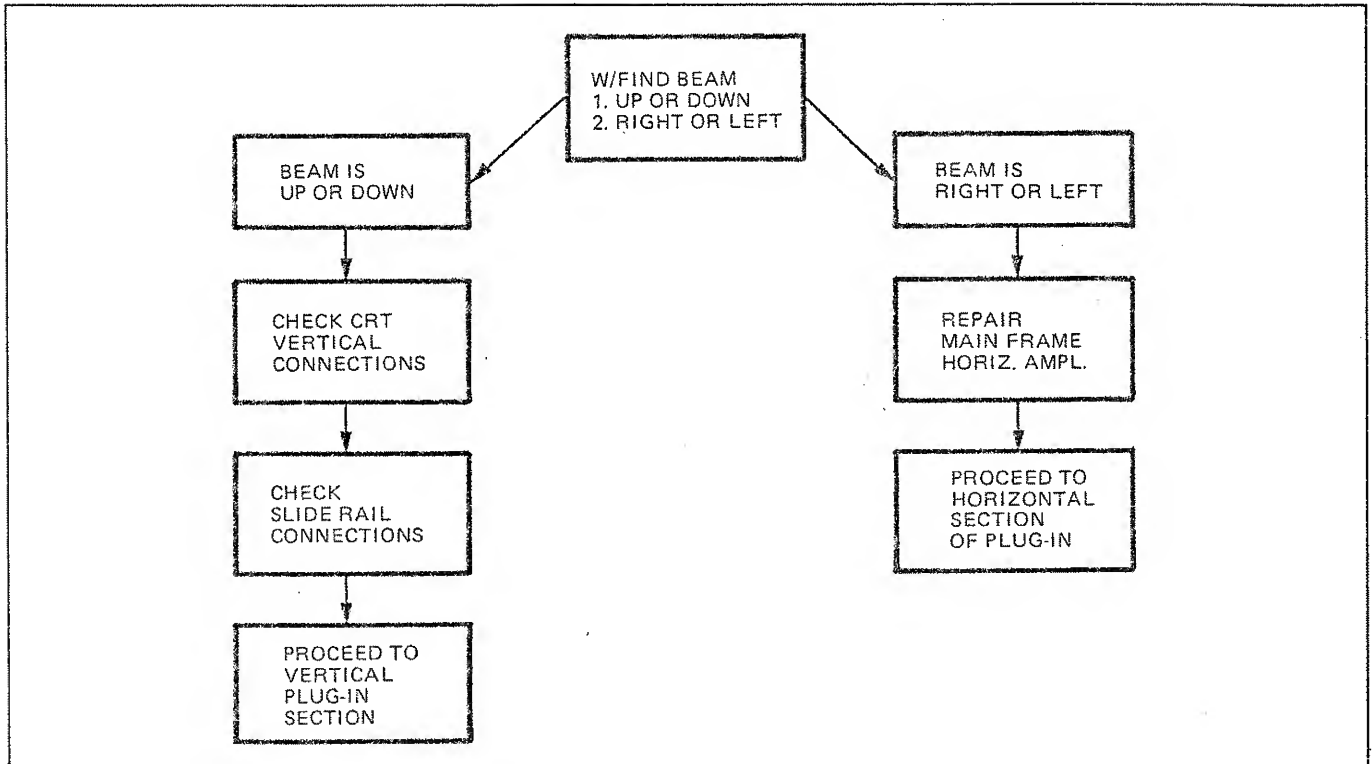 W/FIND BEAM
1. UP OR DOWN
2. RIGHT OR LEFT
BEAM IS
UP OR DOWN
CHECK CRT
VERTICAL
CONNECTIONS
CHECK
SLIDE RAIL
CONNECTIONS
PROCEED TO
VERTICAL
PLUG-IN
SECTION
BEAM IS
RIGHT OR LEFT
REPAIR
MAIN FRAME
HORIZ. AMPL.
PROCEED TO
HORIZONTAL
SECTION
OF PLUG-IN